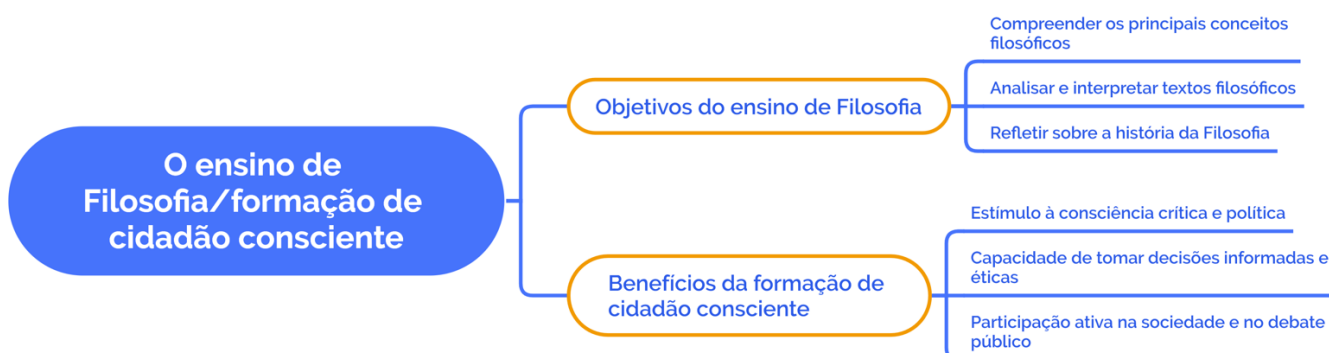 O ensino de
Filosofia/formação de
cidadão consciente
Objetivos do ensino de Filosofia
Compreender os principais conceitos
filosóficos
Analisar e interpretar textos filosóficos
Refletir sobre a história da Filosofia
Benefícios da formação de
cidadão consciente
Estímulo à consciência crítica e política
Capacidade de tomar decisões informadas e
éticas
Participação ativa na sociedade e no debate
público